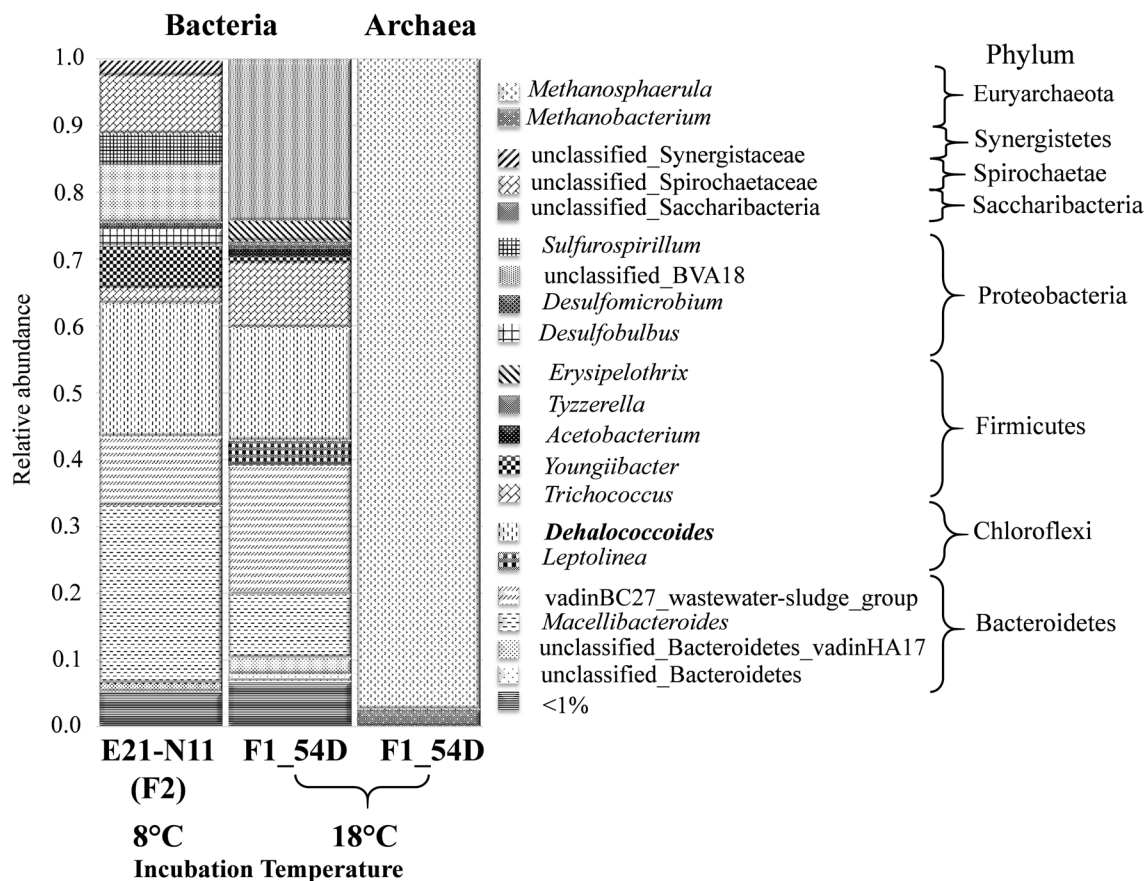 Bacteria Archaea
Phylum
1.0
0.9
0.8
0.7
0.6
0.5
0.4
0.3
0.2
0.1
0.0
Relative abundance
Methanosphaerula
Methanobacterium
Euryarchaeota
unclassified_Synergistaceae
Synergistetes
unclassified_Spirochaetaceae
Spirochaetae
unclassified_Saccharibacteria
Saccharibacteria
Sulfurospirillum
unclassified_BVA18
Desulfomicrobium
Desulfobulbus
Proteobacteria
Erysipelothrix
Tyzzerella
Acetobacterium
Youngiibacter
Trichococcus
Firmicutes
Dehalococcoides
Leptolinea
Chloroflexi
vadinBC27_wastewater-sludge_group
Macellibacteroides
unclassified_Bacteroidetes_vadinHA17
unclassified_Bacteroidetes
Bacteroidetes
<1%
E21-N11 F1_54D F1_54D
(F2)
8°C 18°C
Incubation Temperature